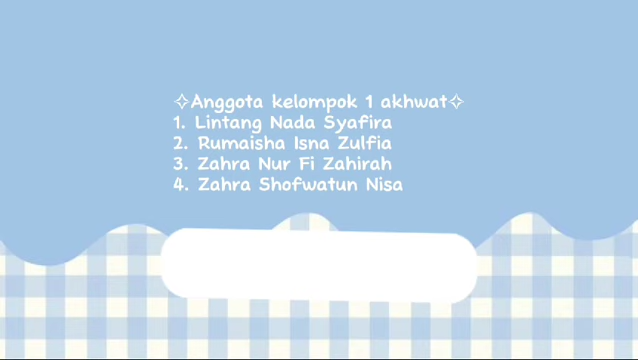 ✧Anggota kelompok 1 akhwat✧
1. Lintang Nada Syafira
2. Rumaisha Isna Zulfia
3. Zahra Nur Fi Zahirah
4. Zahra Shofwatun Nisa